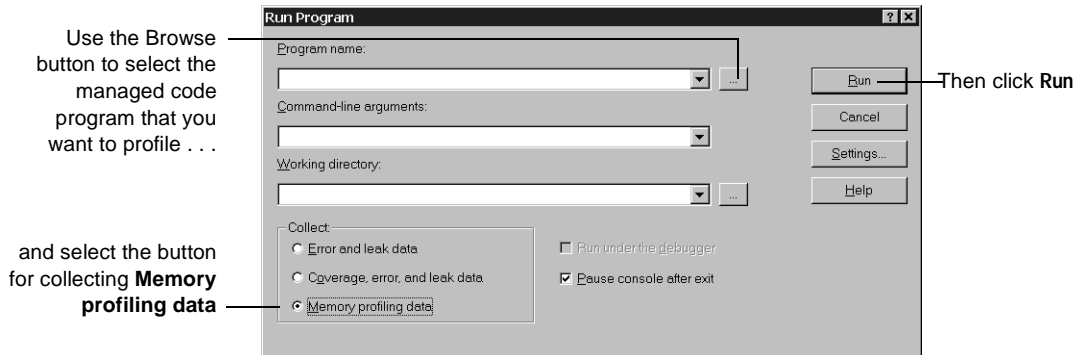 Run Program
Use the Browse
button to select the
managed code
program that you
want to profile . . .
Program name:
...
Run
Then click Run
Command-line arguments:
Cancel
Working directory:
Settings...
...
Help
and select the button
for collecting Memory
profiling data
Collect:
Error and leak data
Run under the debugger
Coverage, error, and leak data
Pause console after exit
Memory profiling data